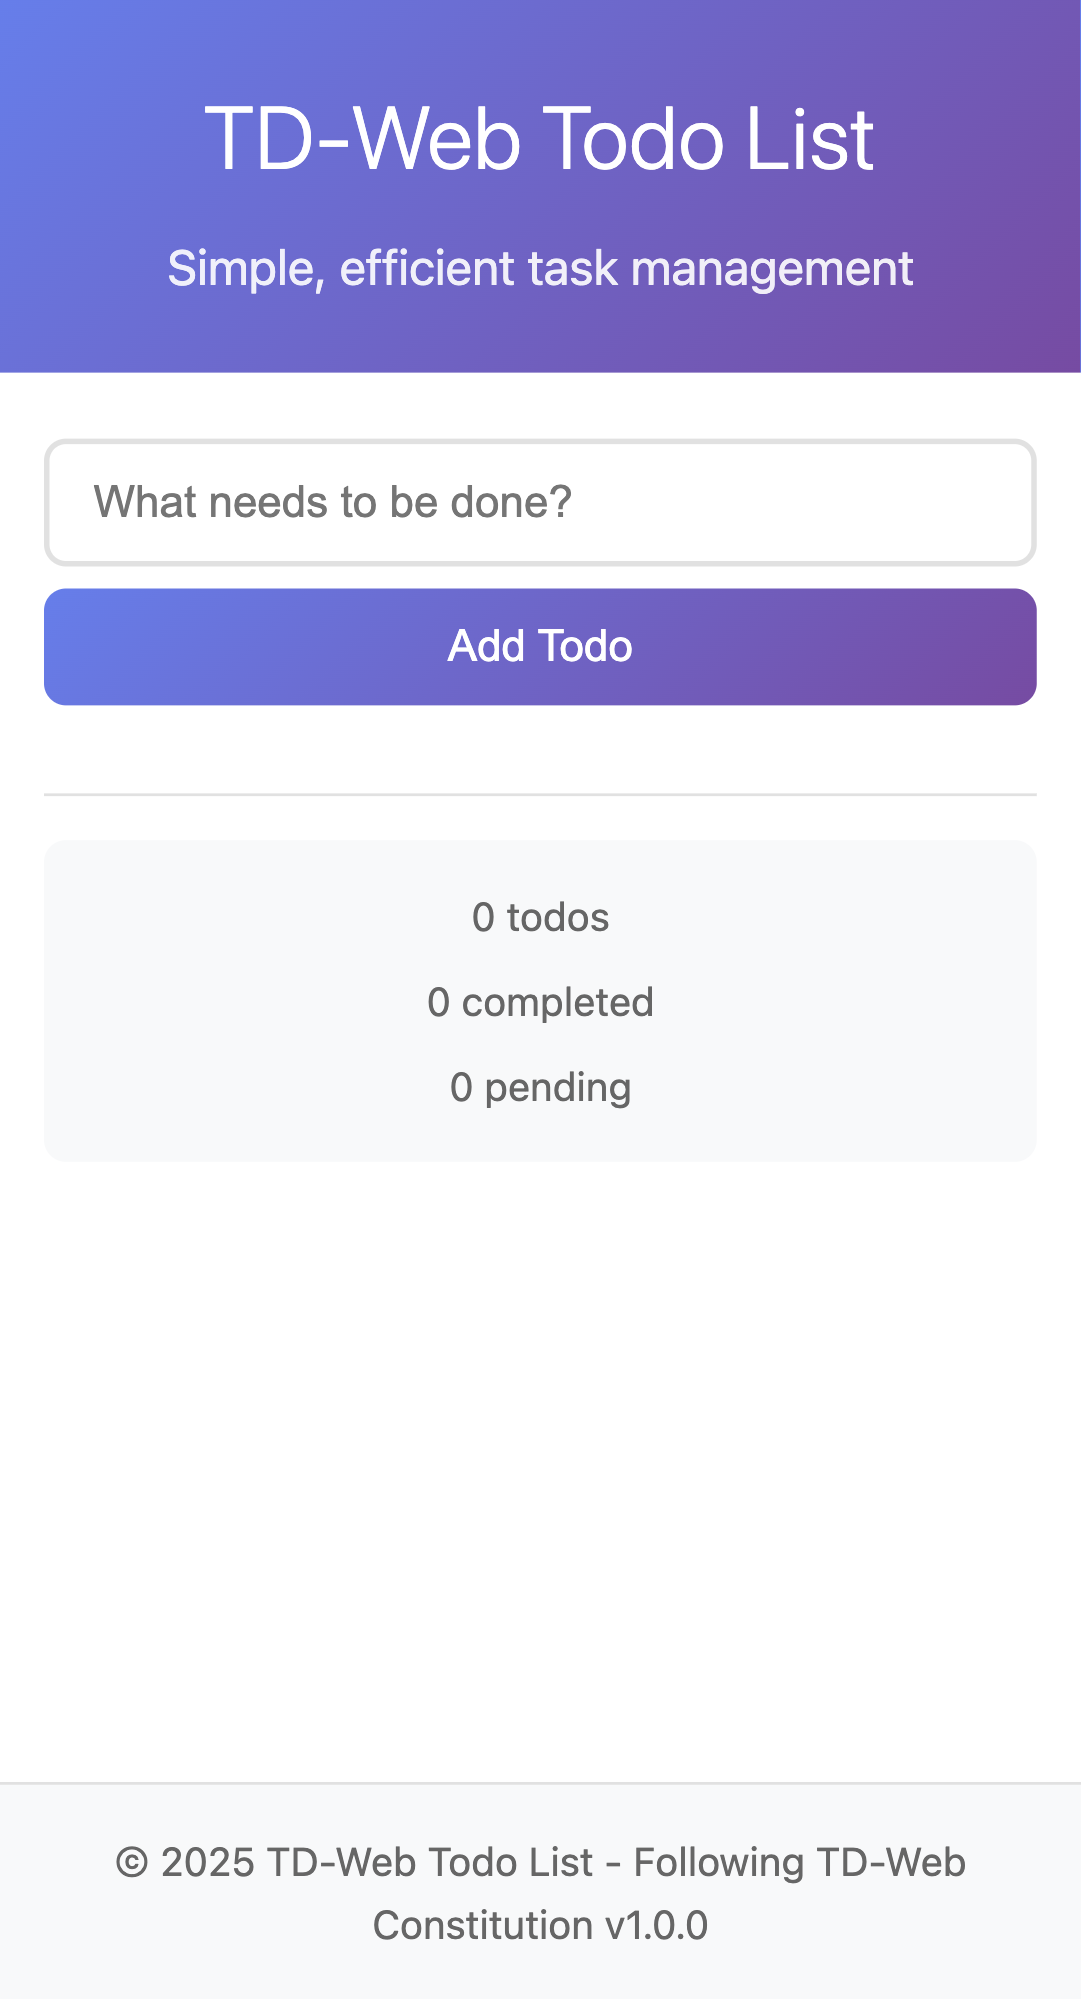 TD-Web Todo List
Simple, efficient task management
What needs to be done?
Add Todo
0 todos
0 completed
0 pending
© 2025 TD-Web Todo List - Following TD-Web
Constitution v1.0.0